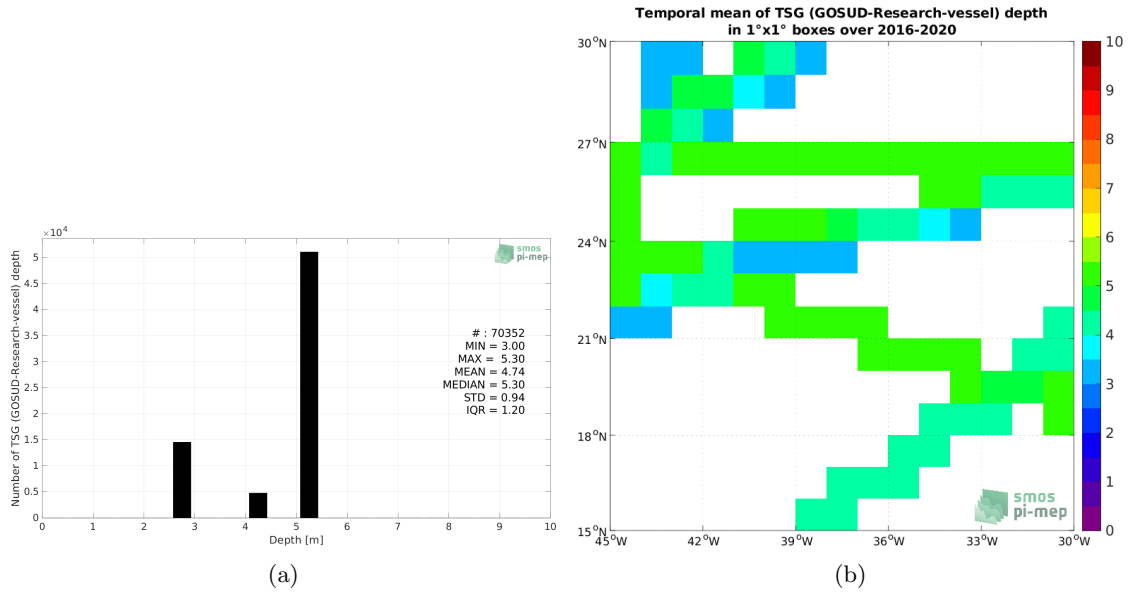 ×10⁴
5
4.5
4
3.5
3
2.5
2
1.5
1
0.5
0
Number of TSG (GOSUD-Research-vessel) depth
0 1 2 3 4 5 6 7 8 9 10
Depth [m]
smos
pi-mep
# : 70352
MIN = 3.00
MAX = 5.30
MEAN = 4.74
MEDIAN = 5.30
STD = 0.94
IQR = 1.20
(a)
Temporal mean of TSG (GOSUD-Research-vessel) depth
in 1°x1° boxes over 2016-2020
30°N
27°N
24°N
21°N
18°N
15°N
45°W 42°W 39°W 36°W 33°W 30°W
smos
pi-mep
10
9
8
7
6
5
4
3
2
1
0
(b)